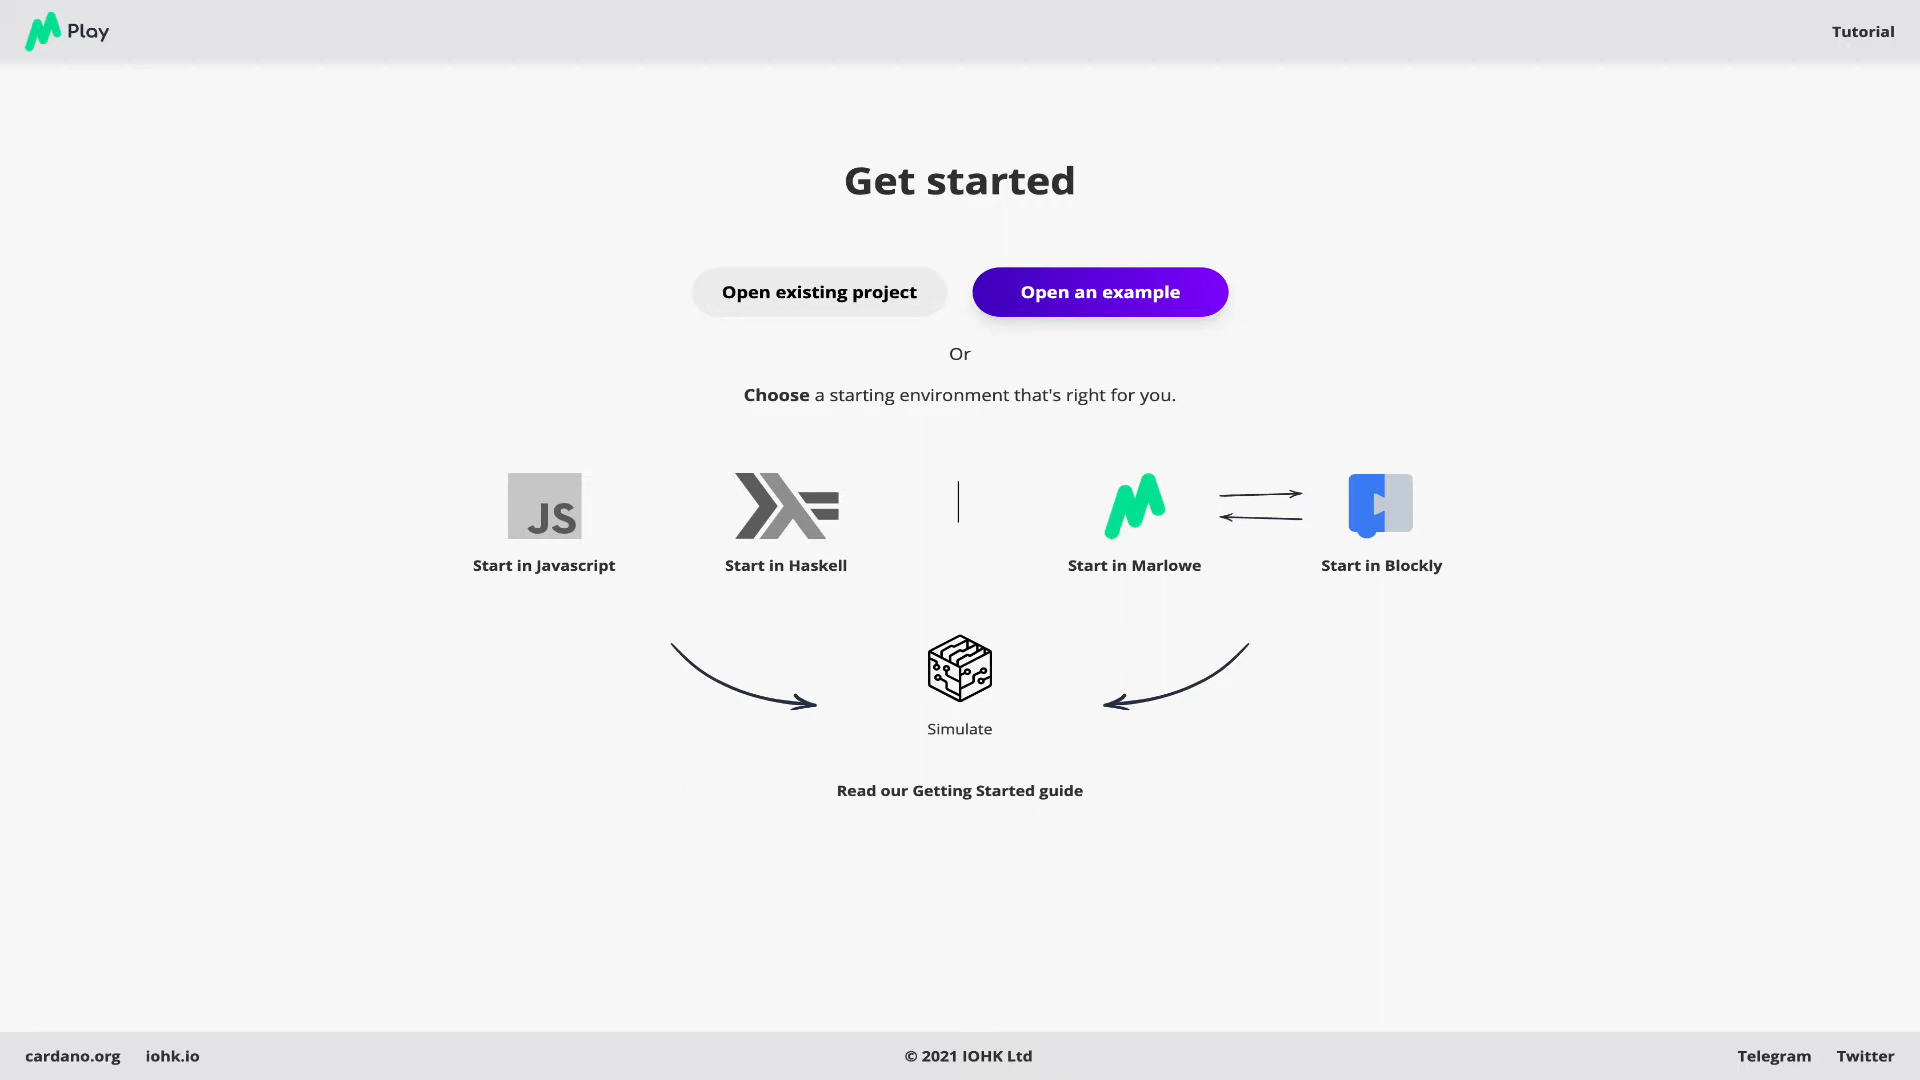 Play
Tutorial
Get started
Open existing project
Open an example
Or
Choose a starting environment that's right for you.
JS
Start in Javascript
Start in Haskell
Start in Marlowe
Start in Blockly
Simulate
Read our Getting Started guide
cardano.org
iohk.io
© 2021 IOHK Ltd
Telegram
Twitter